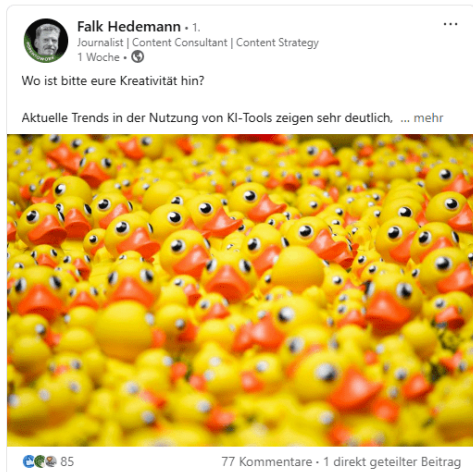 Falk Hedemann • 1.
Journalist | Content Consultant | Content Strategy
1 Woche •
Wo ist bitte eure Kreativität hin?
Aktuelle Trends in der Nutzung von KI-Tools zeigen sehr deutlich, ... mehr
85
77 Kommentare • 1 direkt geteilter Beitrag